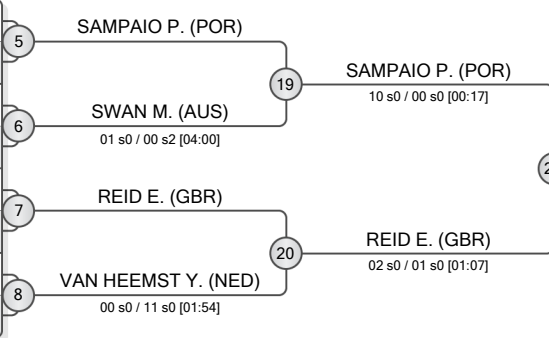 5
SAMPAIO P. (POR)
19
SAMPAIO P. (POR)
10 s0 / 00 s0 [00:17]
6
SWAN M. (AUS)
01 s0 / 00 s2 [04:00]
7
REID E. (GBR)
20
REID E. (GBR)
02 s0 / 01 s0 [01:07]
8
VAN HEEMST Y. (NED)
00 s0 / 11 s0 [01:54]